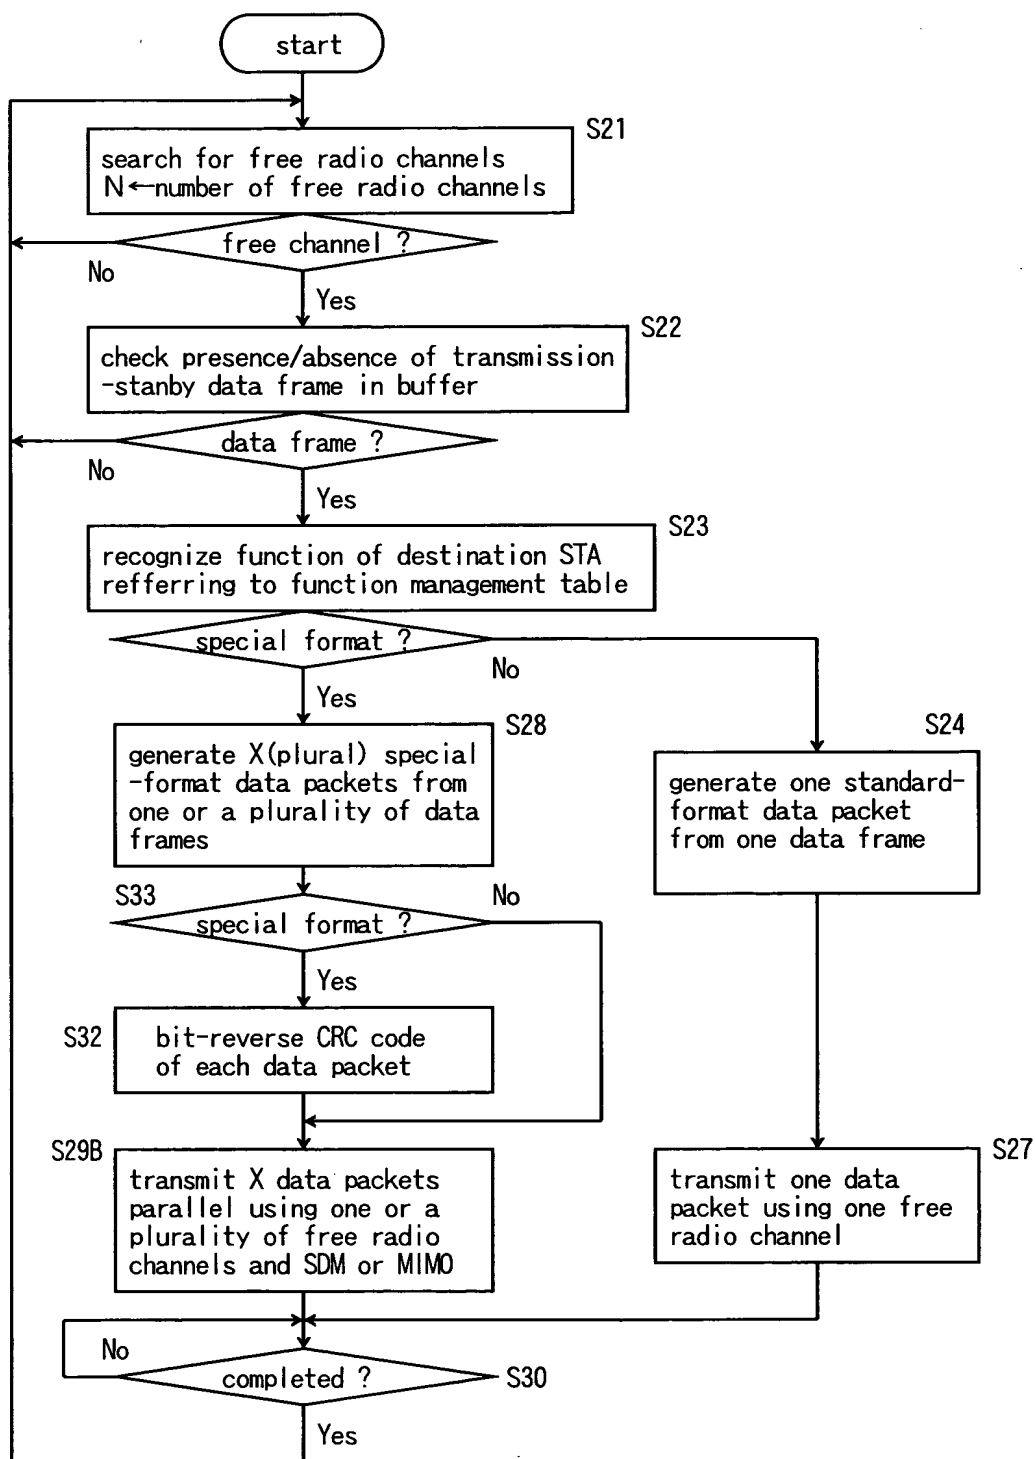 start
S21
search for free radio channels
N←number of free radio channels
free channel ?
No
Yes
S22
check presence/absence of transmission
-stanby data frame in buffer
data frame ?
No
Yes
S23
recognize function of destination STA
refferring to function management table
special format ?
No
Yes
S28
generate X(plural) special
-format data packets from
one or a plurality of data
frames
S24
generate one standard-
format data packet
from one data frame
S33
special format ?
No
Yes
S32
bit-reverse CRC code
of each data packet
S29B
transmit X data packets
parallel using one or a
plurality of free radio
channels and SDM or MIMO
S27
transmit one data
packet using one free
radio channel
No
completed ?
S30
Yes